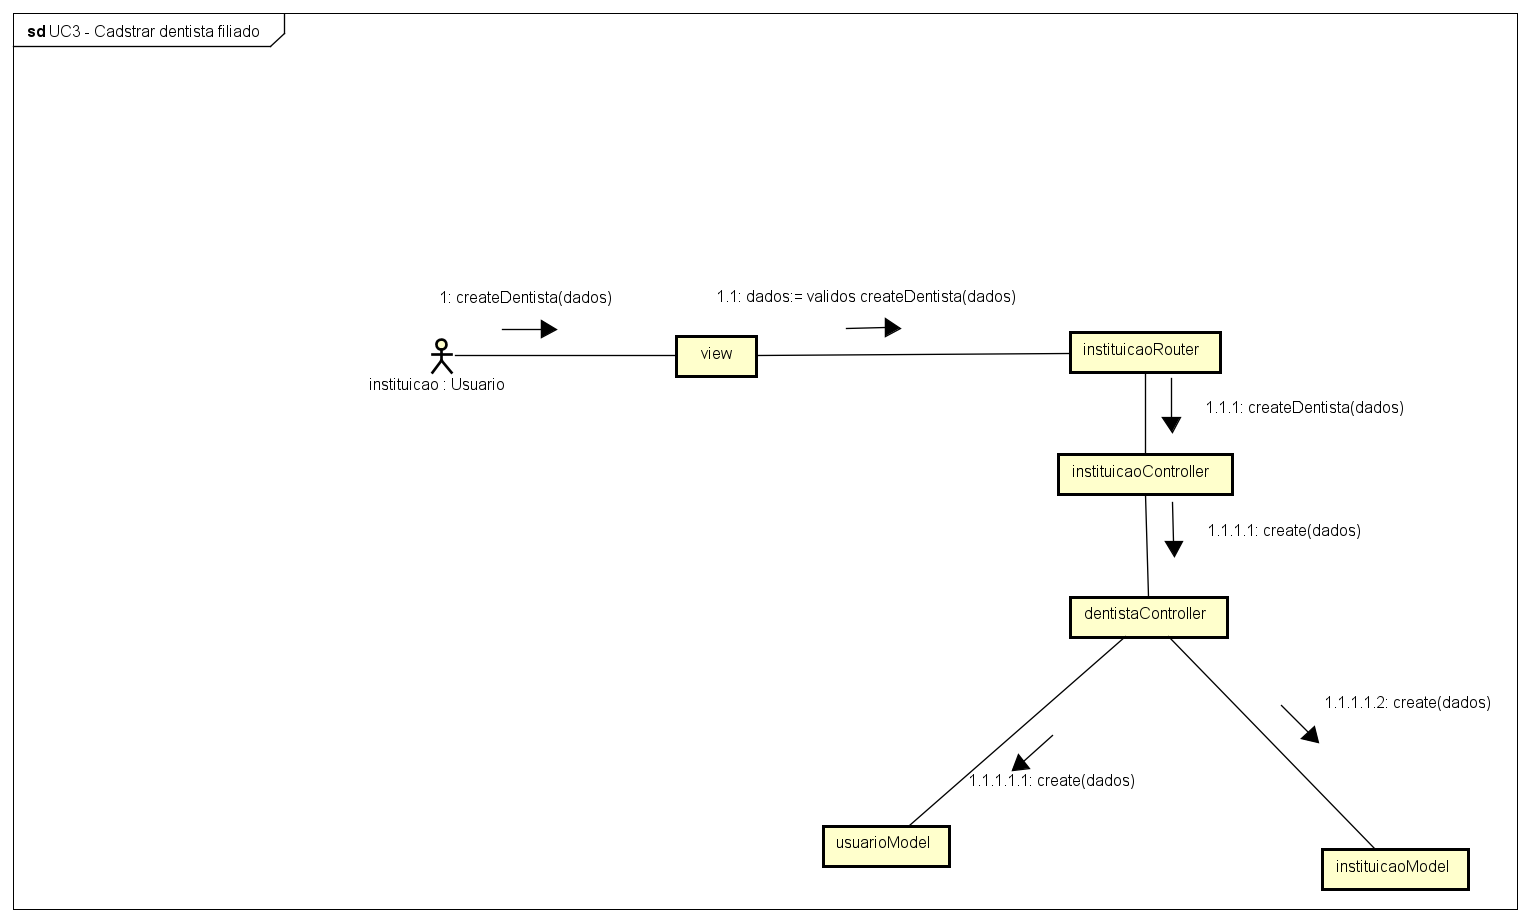 sd UC3 - Cadstrar dentista filiado
1: createDentista(dados)
1.1: dados:= validos createDentista(dados)
instituicao : Usuario
view
instituicaoRouter
1.1.1: createDentista(dados)
instituicaoController
1.1.1.1: create(dados)
dentistaController
1.1.1.1.2: create(dados)
1.1.1.1.1: create(dados)
usuarioModel
instituicaoModel